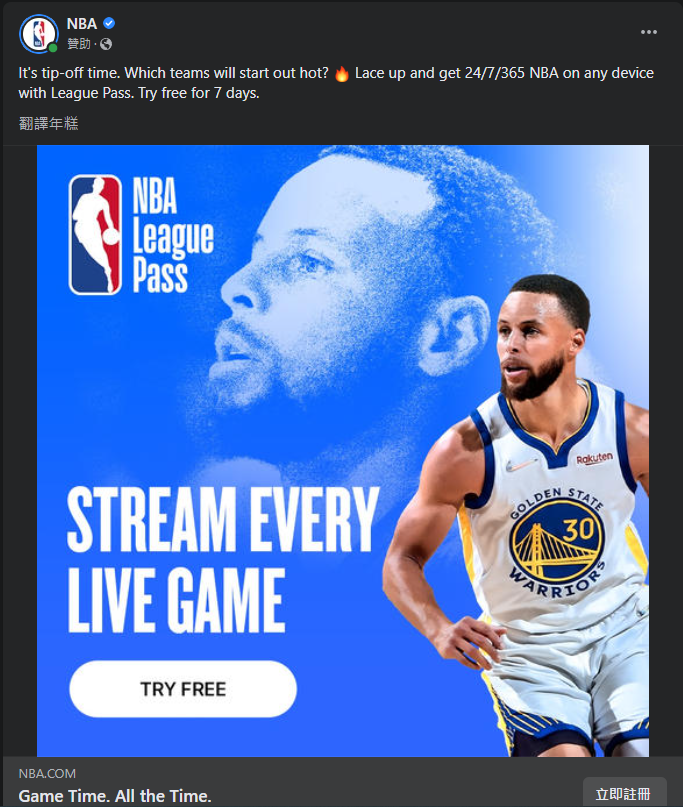 NBA
贊助 ·
It's tip-off time. Which teams will start out hot? 🔥 Lace up and get 24/7/365 NBA on any device
with League Pass. Try free for 7 days.
翻譯年糕
NBA
League
Pass
Rakuten
GOLDEN STATE
30
WARRIORS
STREAM EVERY
LIVE GAME
TRY FREE
NBA.COM
Game Time. All the Time.
立即註冊